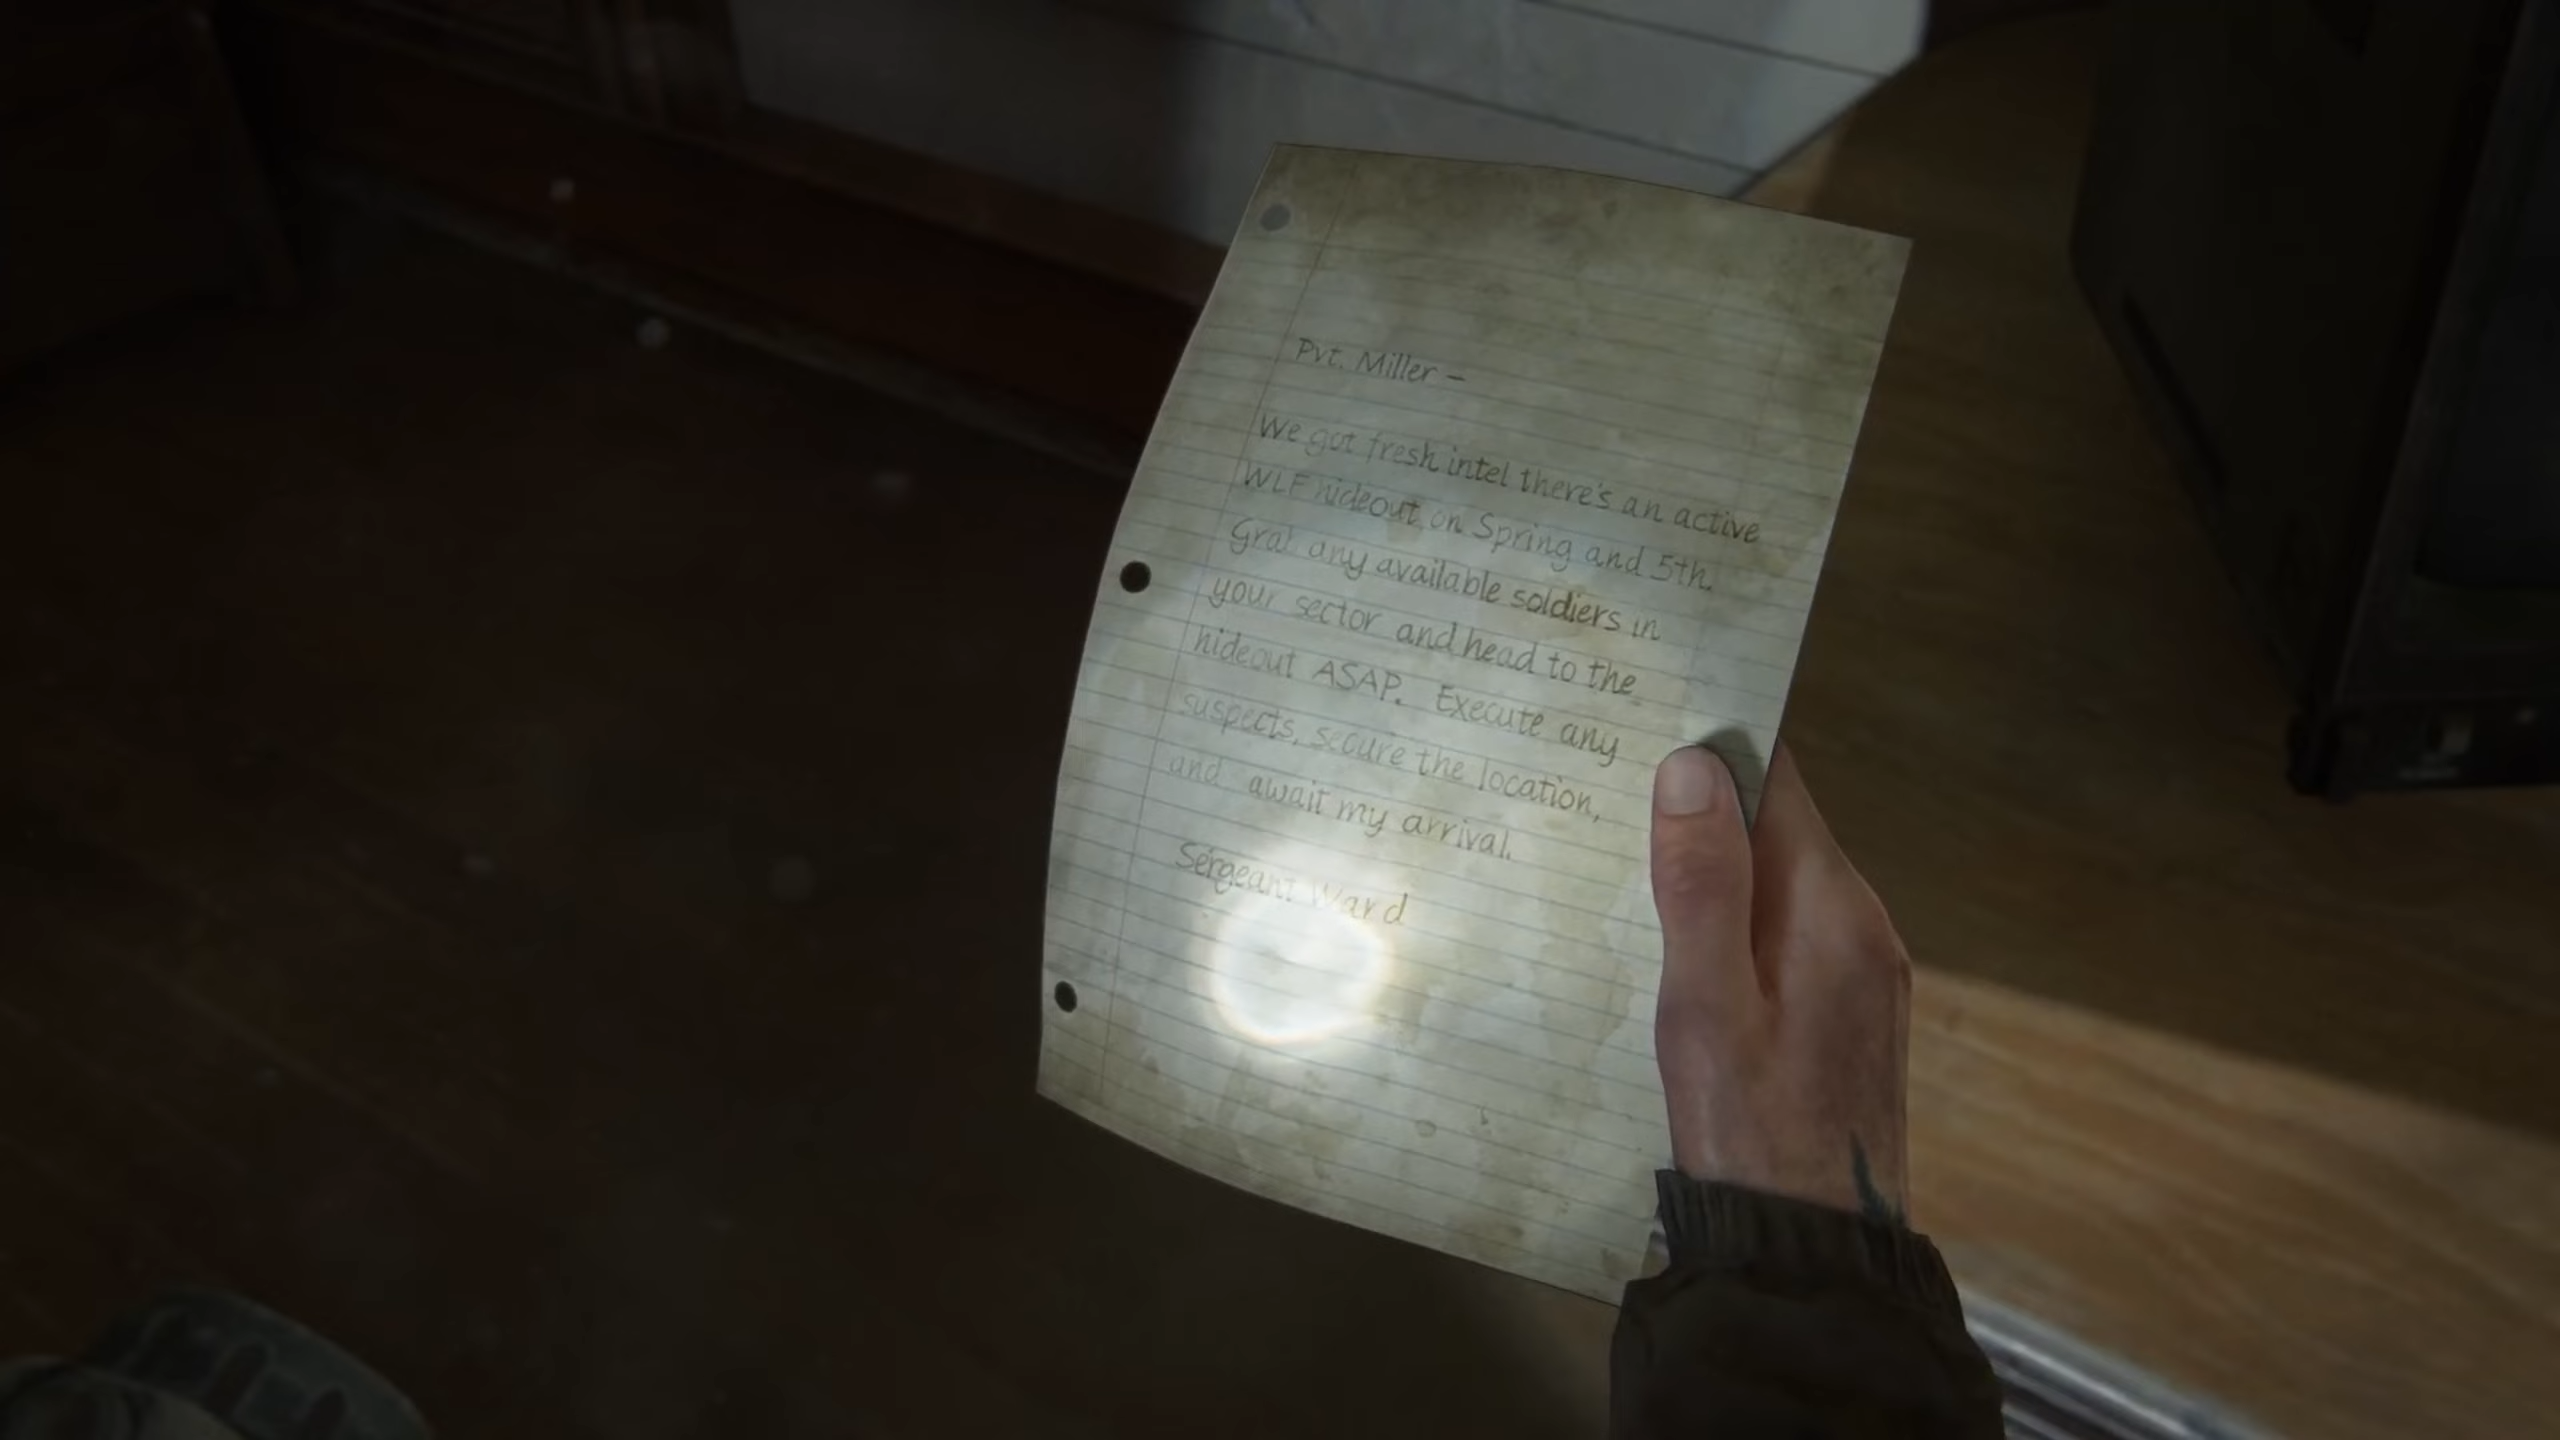 Pvt. Miller –
We got fresh intel there's an active
WLF hideout on Spring and 5th.
Grab any available soldiers in
your sector and head to the
hideout ASAP. Execute any
suspects, secure the location,
and await my arrival.
Sergeant Ward